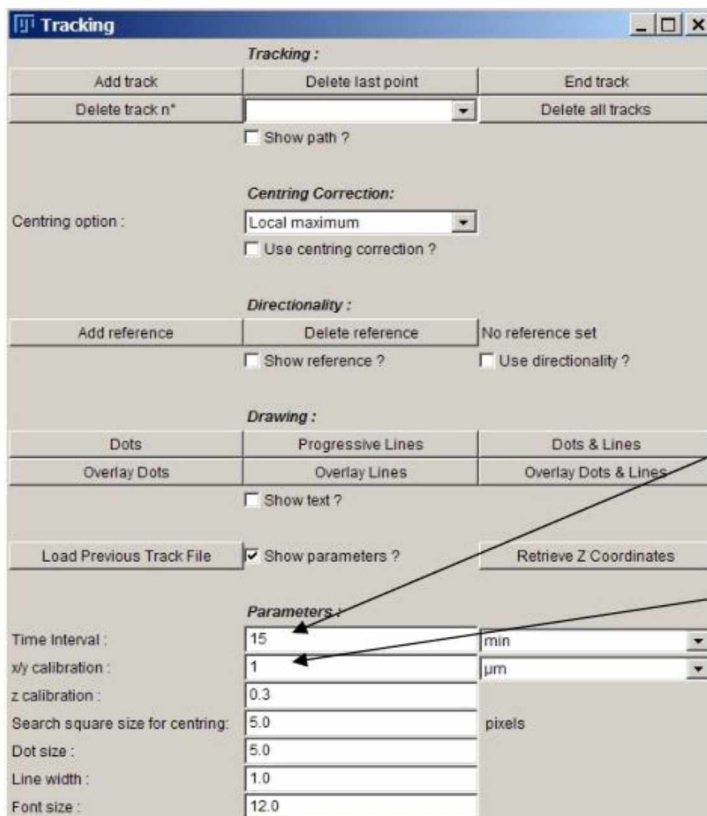 Tracking
Tracking :
Add track Delete last point End track
Delete track n° Delete all tracks
Show path ?
Centring Correction:
Centring option : Local maximum
Use centring correction ?
Directionality :
Add reference Delete reference No reference set
Show reference ? Use directionality ?
Drawing :
Dots Progressive Lines Dots & Lines
Overlay Dots Overlay Lines Overlay Dots & Lines
Show text ?
Load Previous Track File Show parameters ? Retrieve Z Coordinates
Parameters :
Time Interval : 15 min
x/y calibration : 1 µm
z calibration : 0.3
Search square size for centring: 5.0 pixels
Dot size : 5.0
Line width : 1.0
Font size : 12.0